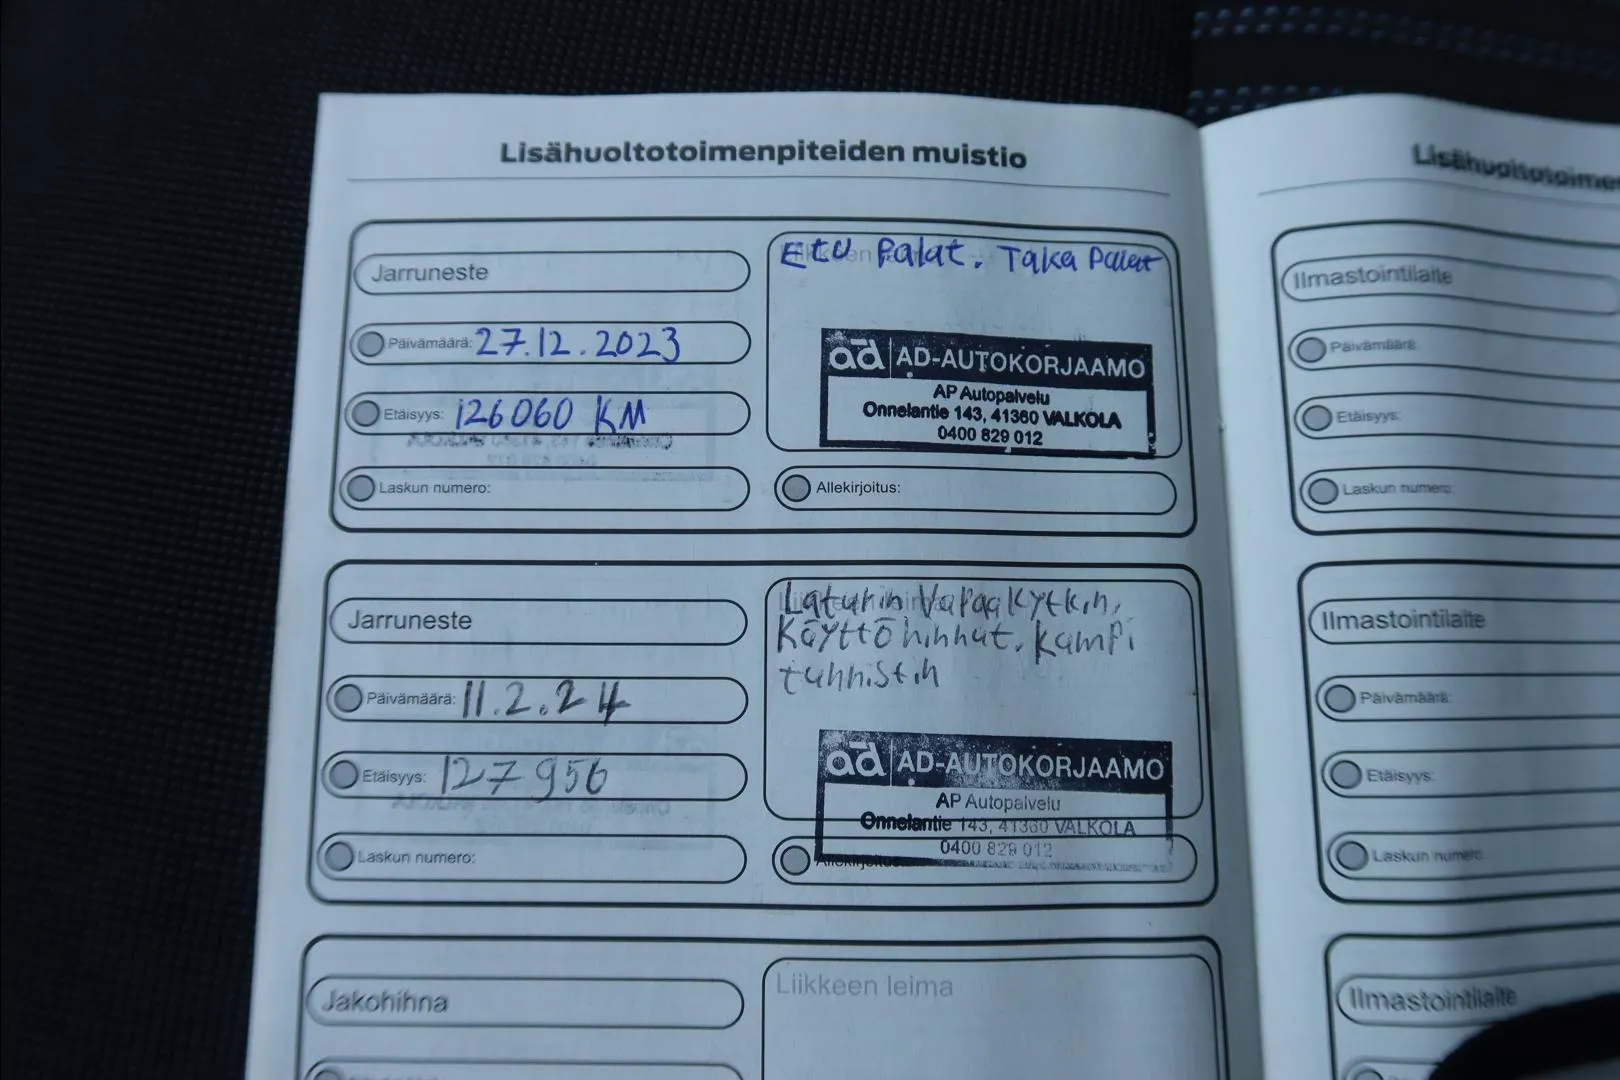 Lisähuoltotoimenpiteiden muistio
Jarruneste
Päivämäärä: 27.12.2023
Etäisyys: 126060 KM
Laskun numero:
Etu Palat. Taka Palat
ad AD-AUTOKORJAAMO
AP Autopalvelu
Onnelantie 143, 41360 VALKOLA
0400 829 012
Allekirjoitus:
Jarruneste
Päivämäärä: 11.2.24
Etäisyys: 127956
Laskun numero:
Laturin Vapaakytkin,
Käyttöhihnat. kampi
tunnistin
ad AD-AUTOKORJAAMO
AP Autopalvelu
Onnelantie 143, 41360 VALKOLA
0400 829 012
Allekirjoitus:
Jakohihna
Liikkeen leima
Ilmastointilaite
Päivämäärä:
Etäisyys:
Laskun numero:
Ilmastointilaite
Päivämäärä:
Etäisyys:
Laskun numero:
Ilmastointilaite